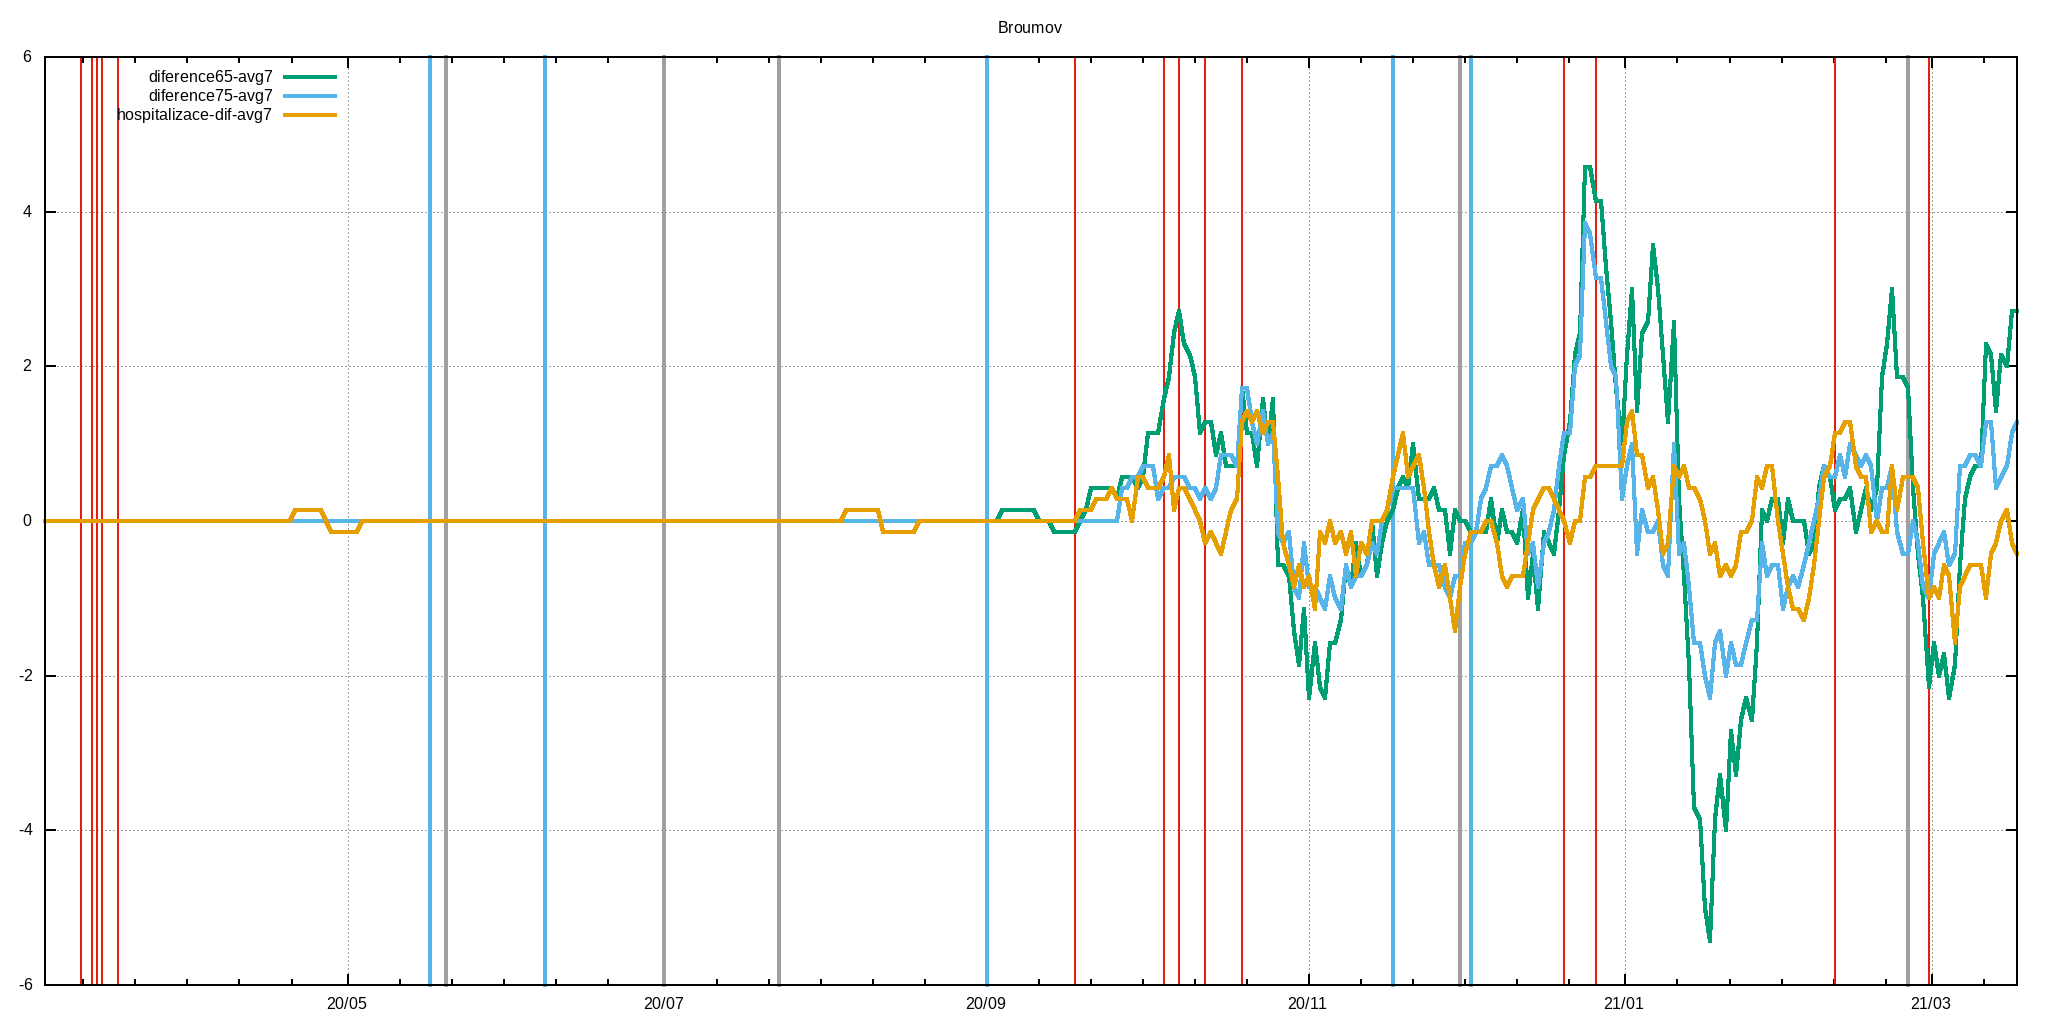 Broumov
diference65-avg7
diference75-avg7
hospitalizace-dif-avg7
6
4
2
0
-2
-4
-6
20/05 20/07 20/09 20/11 21/01 21/03